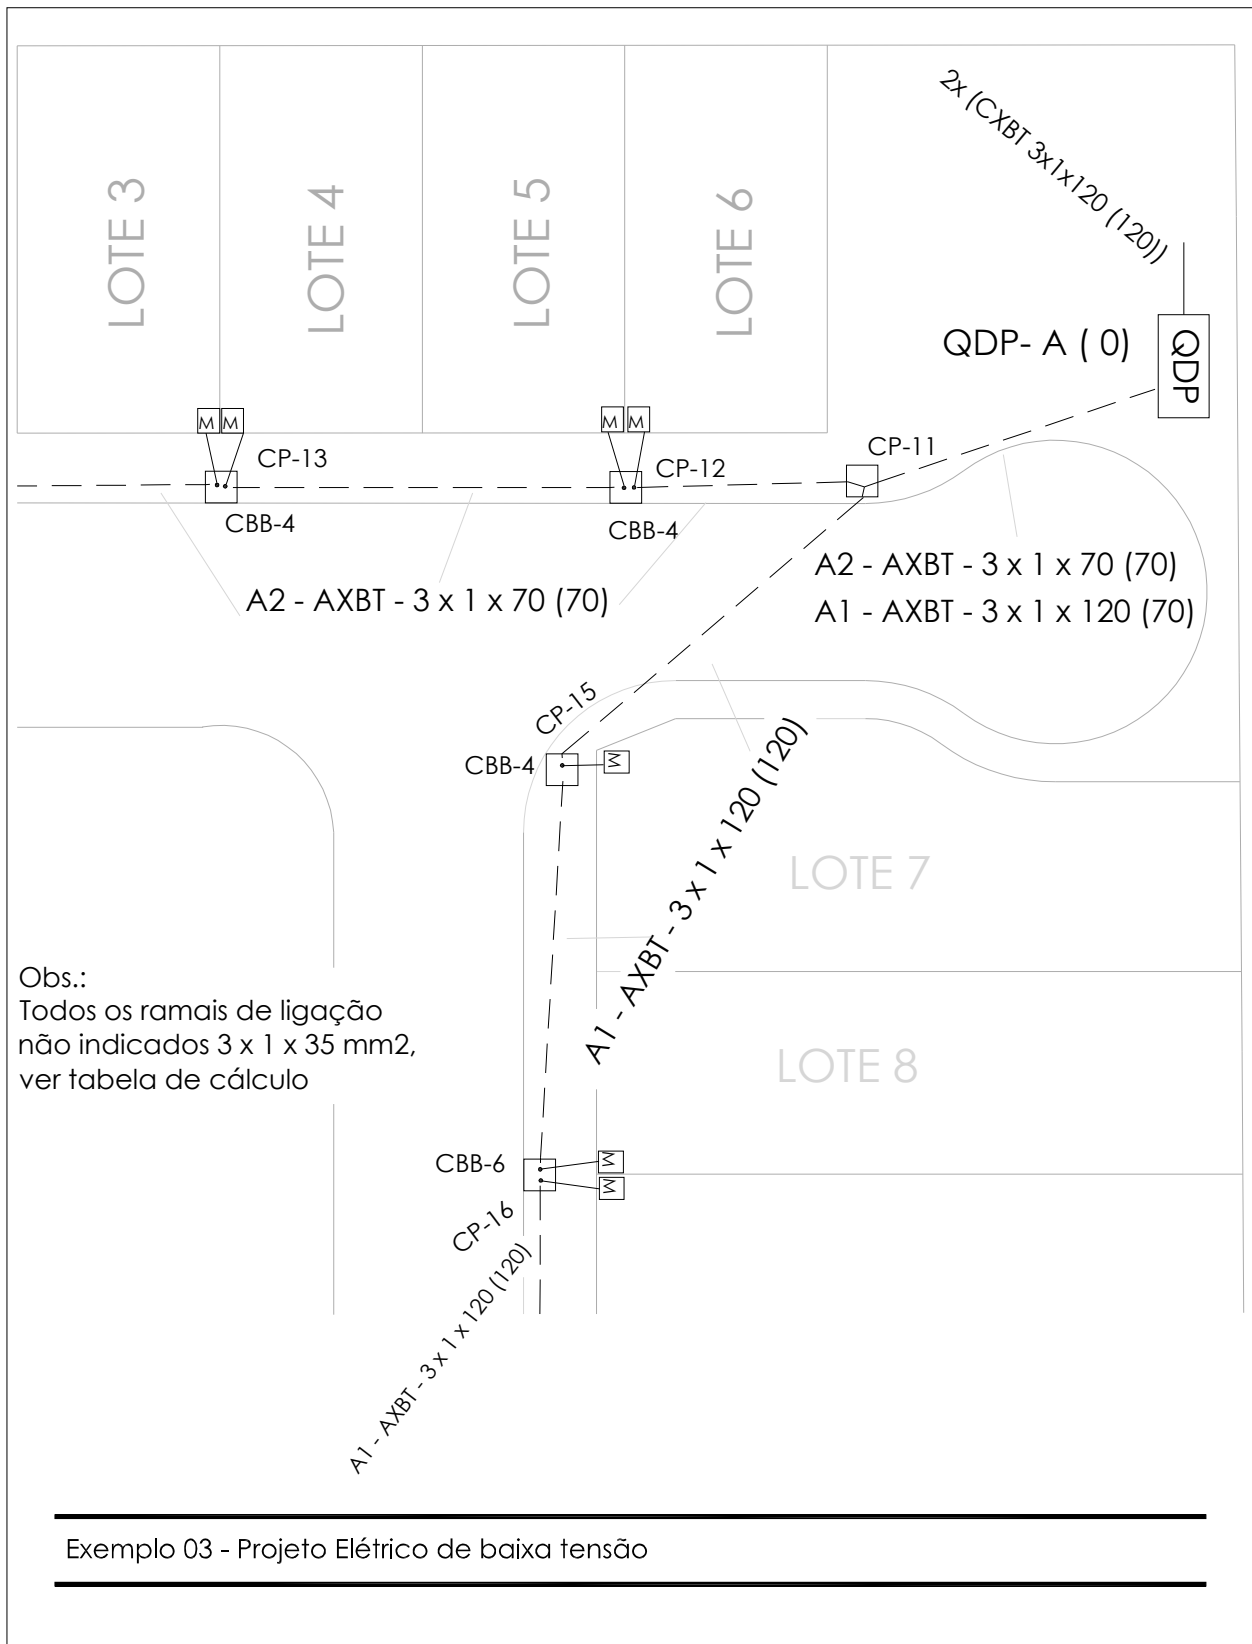 2x (CXBT 3x1x120 (120))
LOTE 3
LOTE 4
LOTE 5
LOTE 6
QDP- A ( 0)
QDP
M
M
M
M
CP-13
CP-12
CP-11
CBB-4
CBB-4
A2 - AXBT - 3 x 1 x 70 (70)
A2 - AXBT - 3 x 1 x 70 (70)
A1 - AXBT - 3 x 1 x 120 (70)
CP-15
CBB-4
M
A1 - AXBT - 3 x 1 x 120 (120)
LOTE 7
Obs.:
Todos os ramais de ligação
não indicados 3 x 1 x 35 mm2,
ver tabela de cálculo
LOTE 8
CBB-6
M
M
CP-16
A1 - AXBT - 3 x 1 x 120 (120)
Exemplo 03 - Projeto Elétrico de baixa tensão